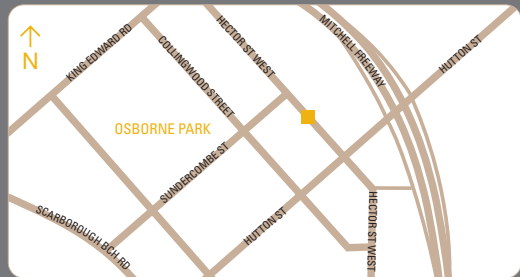 KING EDWARD RD
HECTOR ST WEST
MITCHELL FREEWAY
HUTTON ST
COLLINGWOOD STREET
N
OSBORNE PARK
SUNDERCOMBE ST
SCARBOROUGH BCH RD
HUTTON ST
HECTOR ST WEST